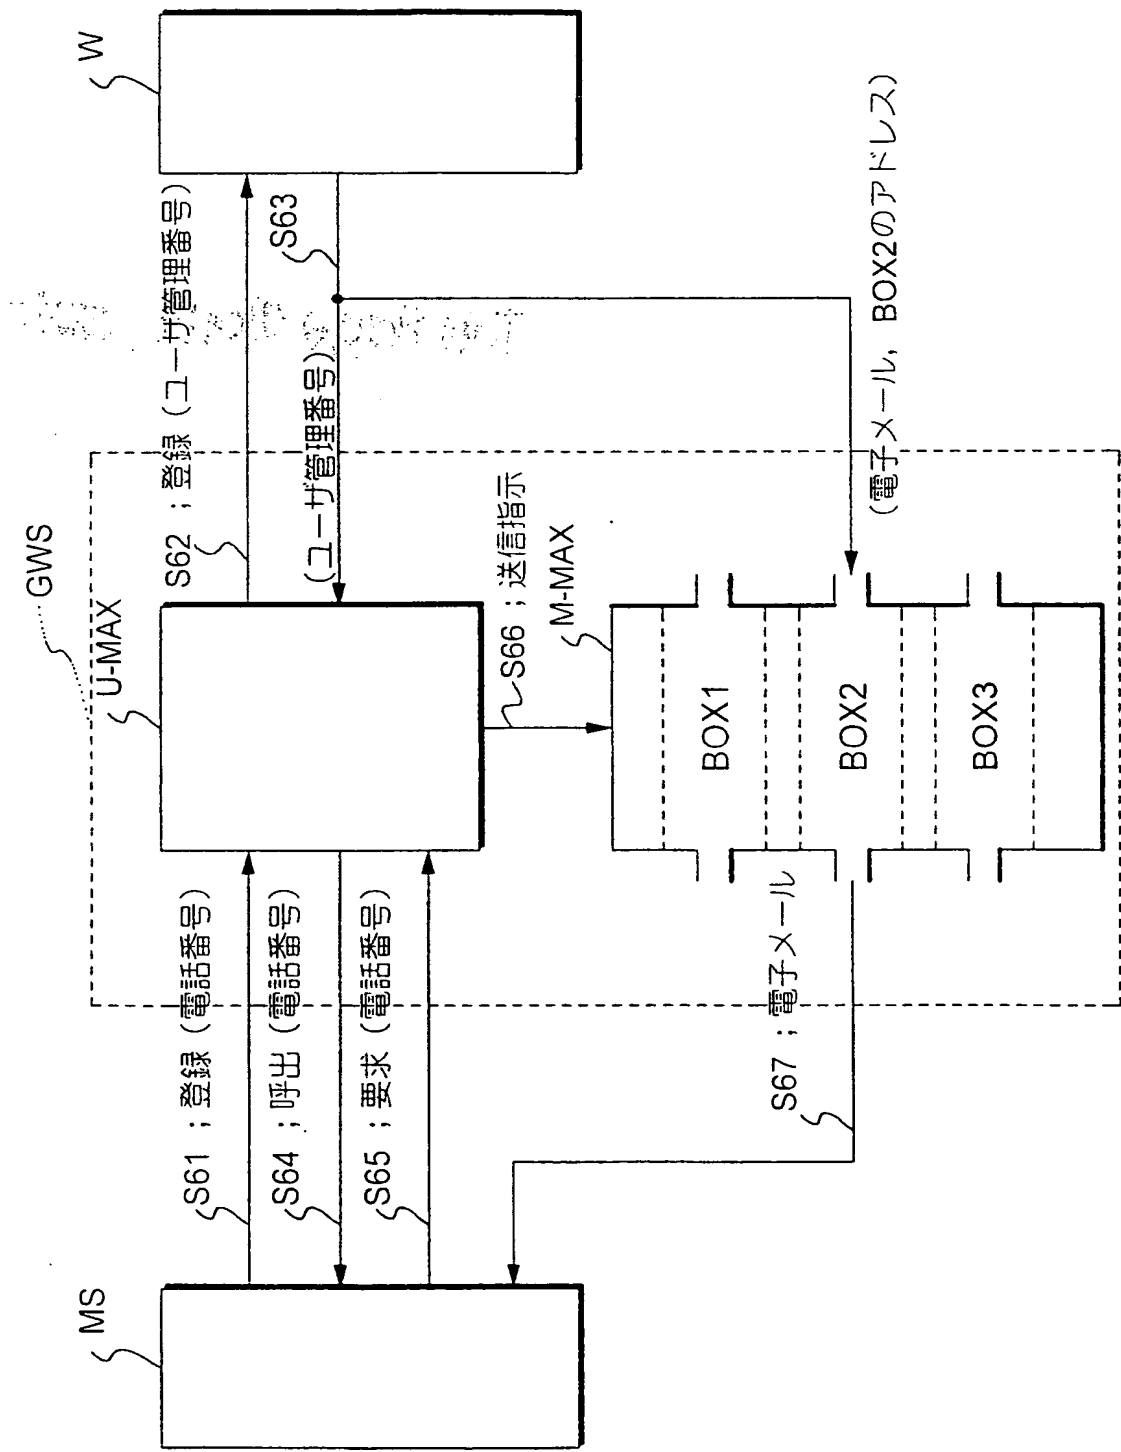 GWS
MS
U-MAX
W
S61 ; 登録 (電話番号)
S62 ; 登録 (ユーザ管理番号)
S64 ; 呼出 (電話番号)
S63
(ユーザ管理番号)
S65 ; 要求 (電話番号)
S66 ; 送信指示
M-MAX
BOX1
BOX2
BOX3
S67 ; 電子メール
(電子メール, BOX2のアドレス)